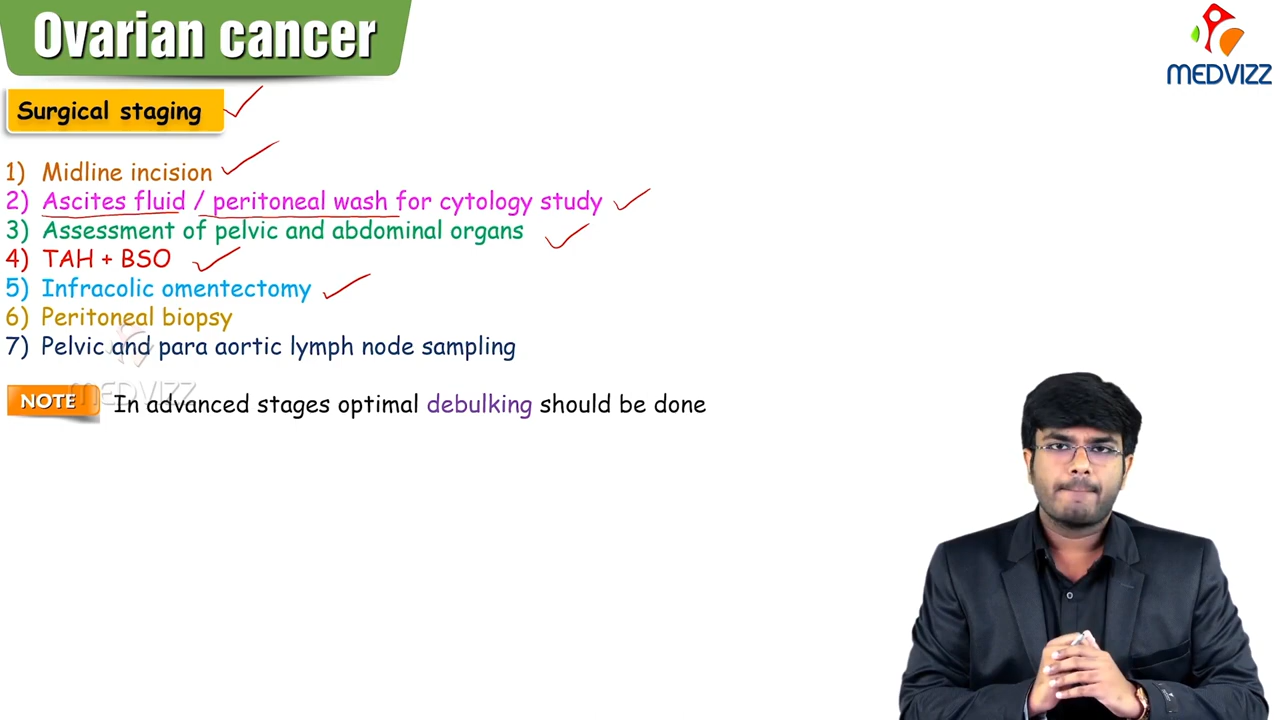 Ovarian cancer
MEDVIZZ
Surgical staging
1) Midline incision
2) Ascites fluid / peritoneal wash for cytology study
3) Assessment of pelvic and abdominal organs
4) TAH + BSO
5) Infracolic omentectomy
6) Peritoneal biopsy
7) Pelvic and para aortic lymph node sampling
MEDVIZZ
NOTE In advanced stages optimal debulking should be done